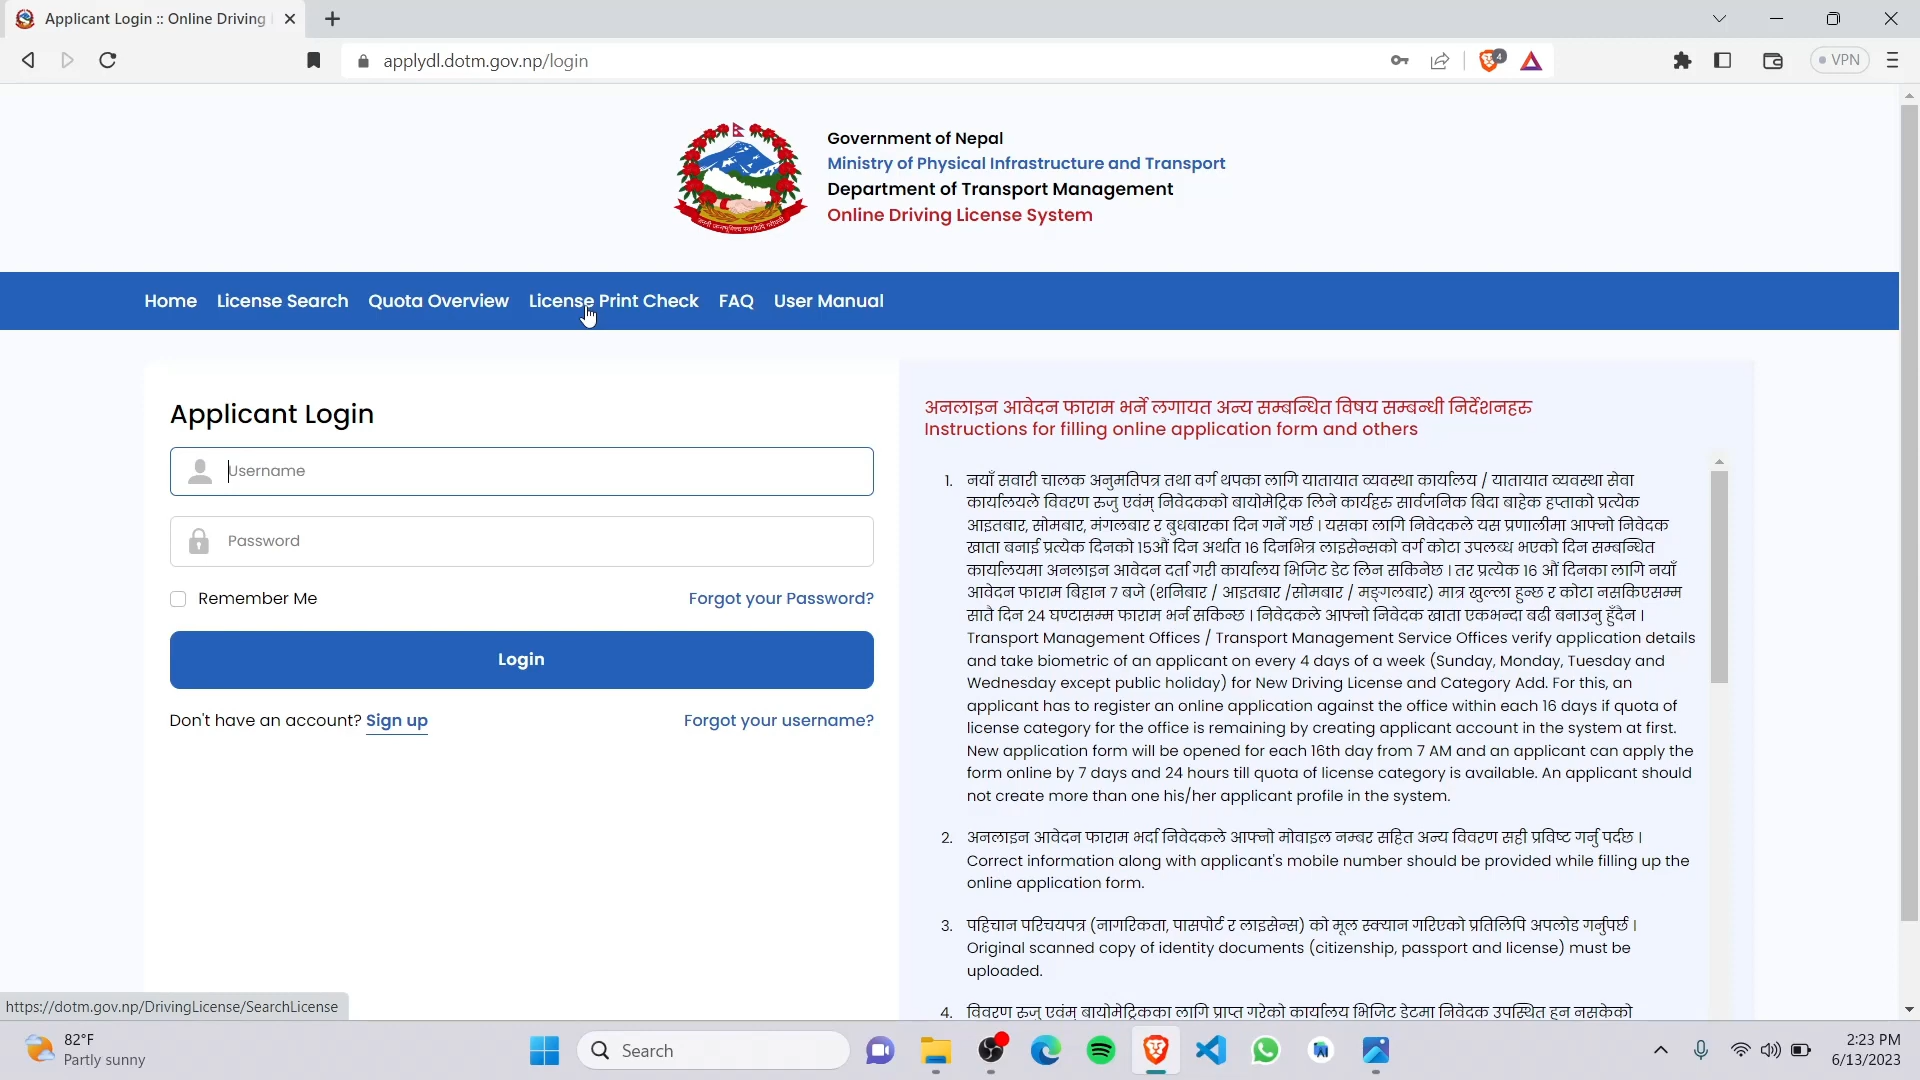 Applicant Login :: Online Driving
applydl.dotm.gov.np/login
4
VPN
Government of Nepal
Ministry of Physical Infrastructure and Transport
Department of Transport Management
Online Driving License System
Home License Search Quota Overview License Print Check FAQ User Manual
Applicant Login
Username
Password
Remember Me
Forgot your Password?
Login
Don't have an account? Sign up
Forgot your username?
अनलाइन आवेदन फाराम भर्ने लगायत अन्य सम्बन्धित विषय सम्बन्धी निर्देशनहरु
Instructions for filling online application form and others
1. नयाँ सवारी चालक अनुमतिपत्र तथा वर्ग थपका लागि यातायात व्यवस्था कार्यालय / यातायात व्यवस्था सेवा
कार्यालयले विवरण रुजु एवंम् निवेदकको बायोमेट्रिक लिने कार्यहरु सार्वजनिक बिदा बाहेक हप्ताको प्रत्येक
आइतबार, सोमबार, मंगलबार र बुधबारका दिन गर्ने गर्छ । यसका लागि निवेदकले यस प्रणालीमा आफ्नो निवेदक
खाता बनाई प्रत्येक दिनको 15औं दिन अर्थात 16 दिनभित्र लाइसेन्सको वर्ग कोटा उपलब्ध भएको दिन सम्बन्धित
कार्यालयमा अनलाइन आवेदन दर्ता गरी कार्यालय भिजिट डेट लिन सकिनेछ । तर प्रत्येक 16 औं दिनका लागि नयाँ
आवेदन फाराम बिहान 7 बजे (शनिबार / आइतबार /सोमबार / मङ्गलबार) मात्र खुल्ला हुन्छ र कोटा नसकिएसम्म
सातै दिन 24 घण्टासम्म फाराम भर्न सकिन्छ । निवेदकले आफ्नो निवेदक खाता एकभन्दा बढी बनाउनु हुँदैन ।
Transport Management Offices / Transport Management Service Offices verify application details
and take biometric of an applicant on every 4 days of a week (Sunday, Monday, Tuesday and
Wednesday except public holiday) for New Driving License and Category Add. For this, an
applicant has to register an online application against the office within each 16 days if quota of
license category for the office is remaining by creating applicant account in the system at first.
New application form will be opened for each 16th day from 7 AM and an applicant can apply the
form online by 7 days and 24 hours till quota of license category is available. An applicant should
not create more than one his/her applicant profile in the system.
2. अनलाइन आवेदन फाराम भर्दा निवेदकले आफ्नो मोवाइल नम्बर सहित अन्य विवरण सही प्रविष्ट गर्नु पर्दछ ।
Correct information along with applicant's mobile number should be provided while filling up the
online application form.
3. पहिचान परिचयपत्र (नागरिकता, पासपोर्ट र लाइसेन्स) को मूल स्क्यान गरिएको प्रतिलिपि अपलोड गर्नुपर्छ ।
Original scanned copy of identity documents (citizenship, passport and license) must be
uploaded.
4. विवरण रुजु एवंम् बायोमेट्रिकका लागि प्राप्त गरेको कार्यालय भिजिट डेटमा निवेदक उपस्थित हुन नसकेको
https://dotm.gov.np/DrivingLicense/SearchLicense
82°F
Partly sunny
Search
2:23 PM
6/13/2023